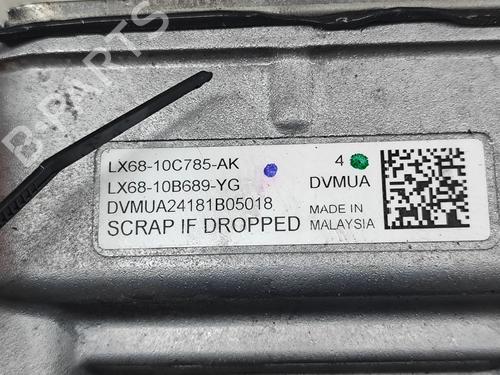 B-PARTS
LX68-10C785-AK
LX68-10B689-YG
DVMUA24181B05018
SCRAP IF DROPPED
4
DVMUA
MADE IN
MALAYSIA